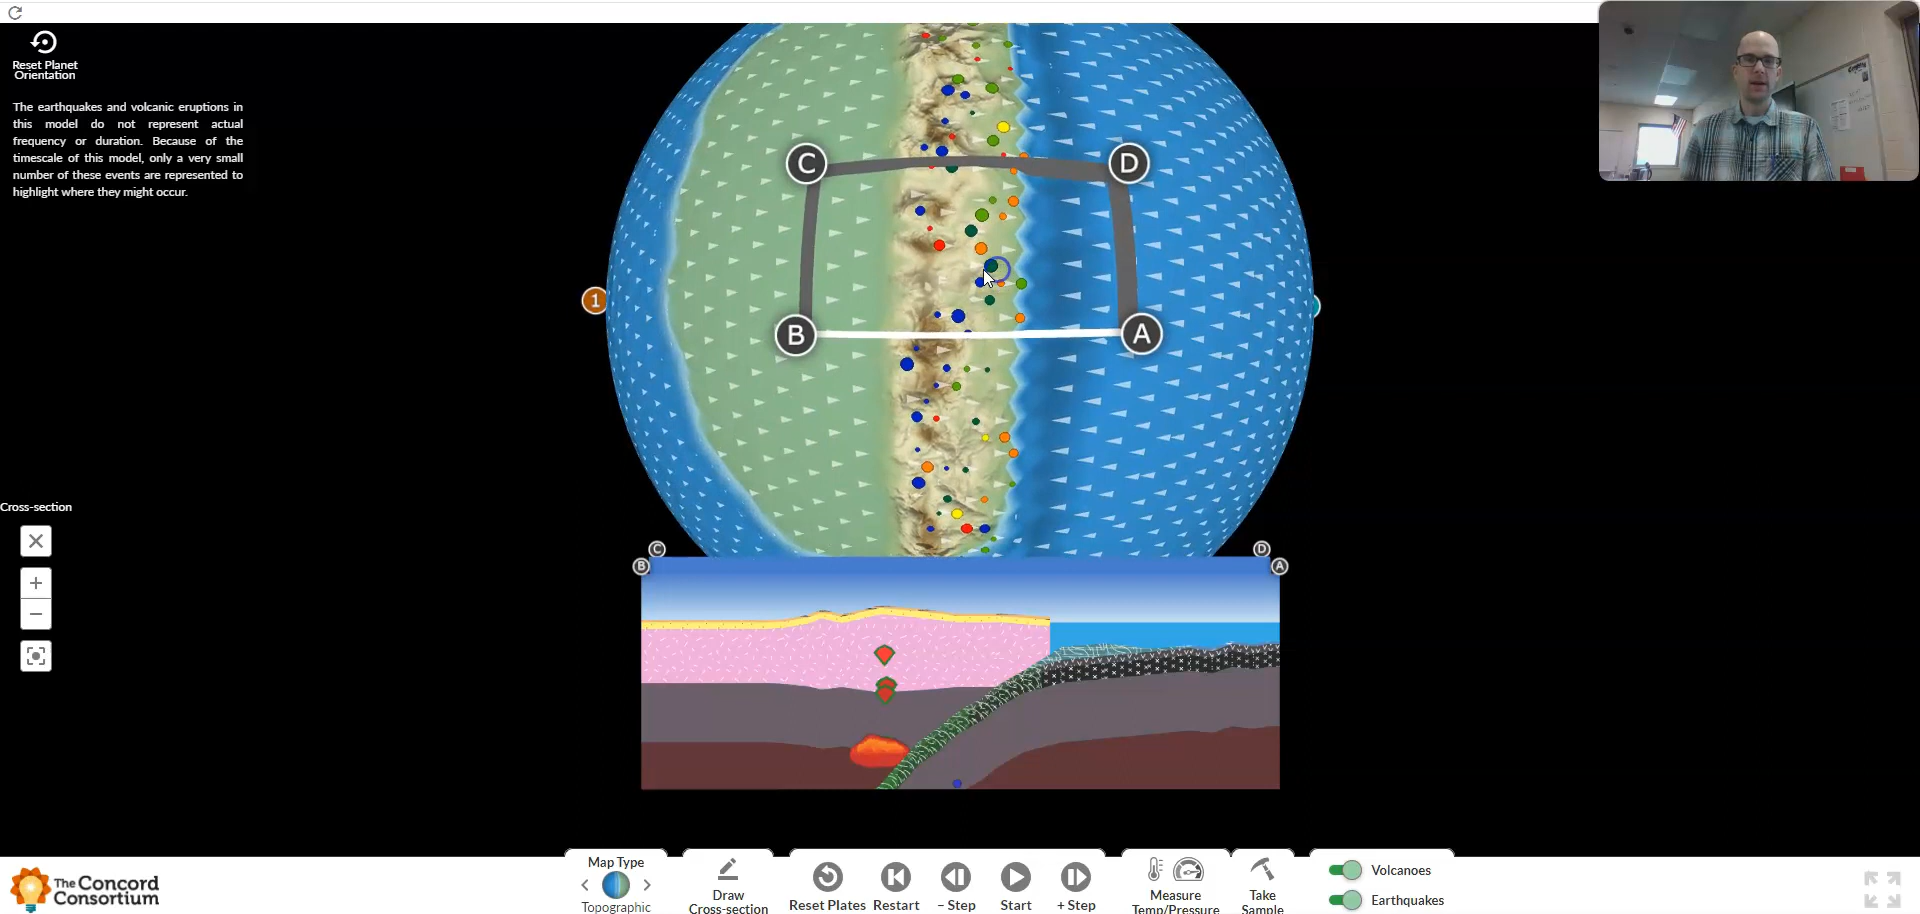 Reset Planet
Orientation
The earthquakes and volcanic eruptions in
this model do not represent actual
frequency or duration. Because of the
timescale of this model, only a very small
number of these events are represented to
highlight where they might occur.
C
D
1
B
A
Cross-section
C
D
B
A
The Concord
Consortium
Map Type
Topographic
Draw
Cross-section
Reset Plates
Restart
– Step
Start
+ Step
Measure
Temp/Pressure
Take
Sample
Volcanoes
Earthquakes